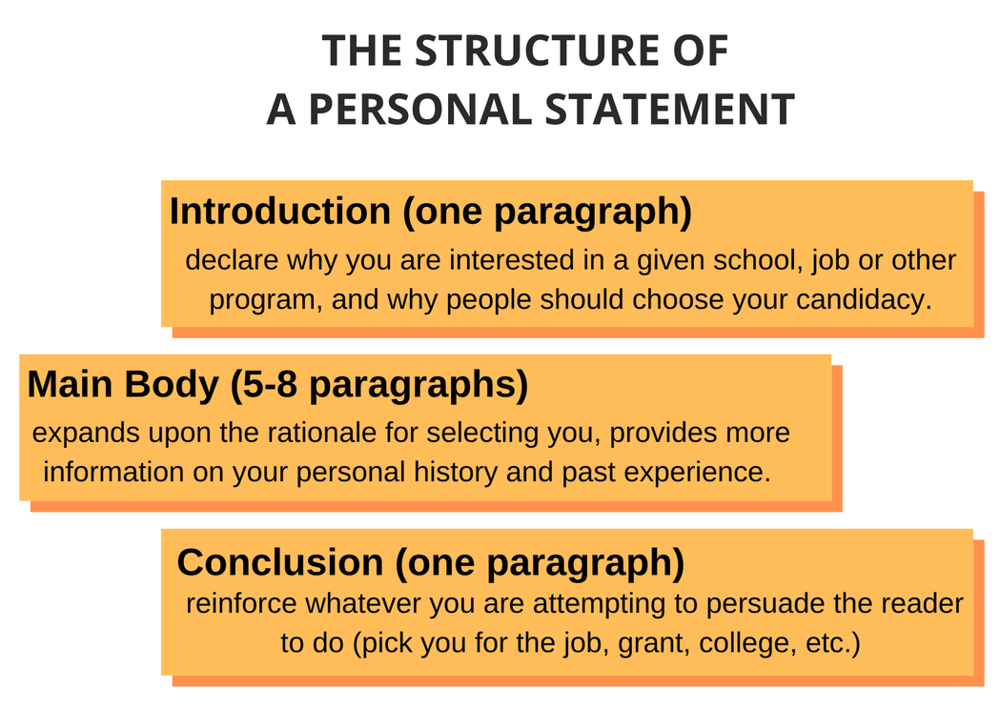 THE STRUCTURE OF
A PERSONAL STATEMENT
Introduction (one paragraph)
declare why you are interested in a given school, job or other
program, and why people should choose your candidacy.
Main Body (5-8 paragraphs)
expands upon the rationale for selecting you, provides more
information on your personal history and past experience.
Conclusion (one paragraph)
reinforce whatever you are attempting to persuade the reader
to do (pick you for the job, grant, college, etc.)